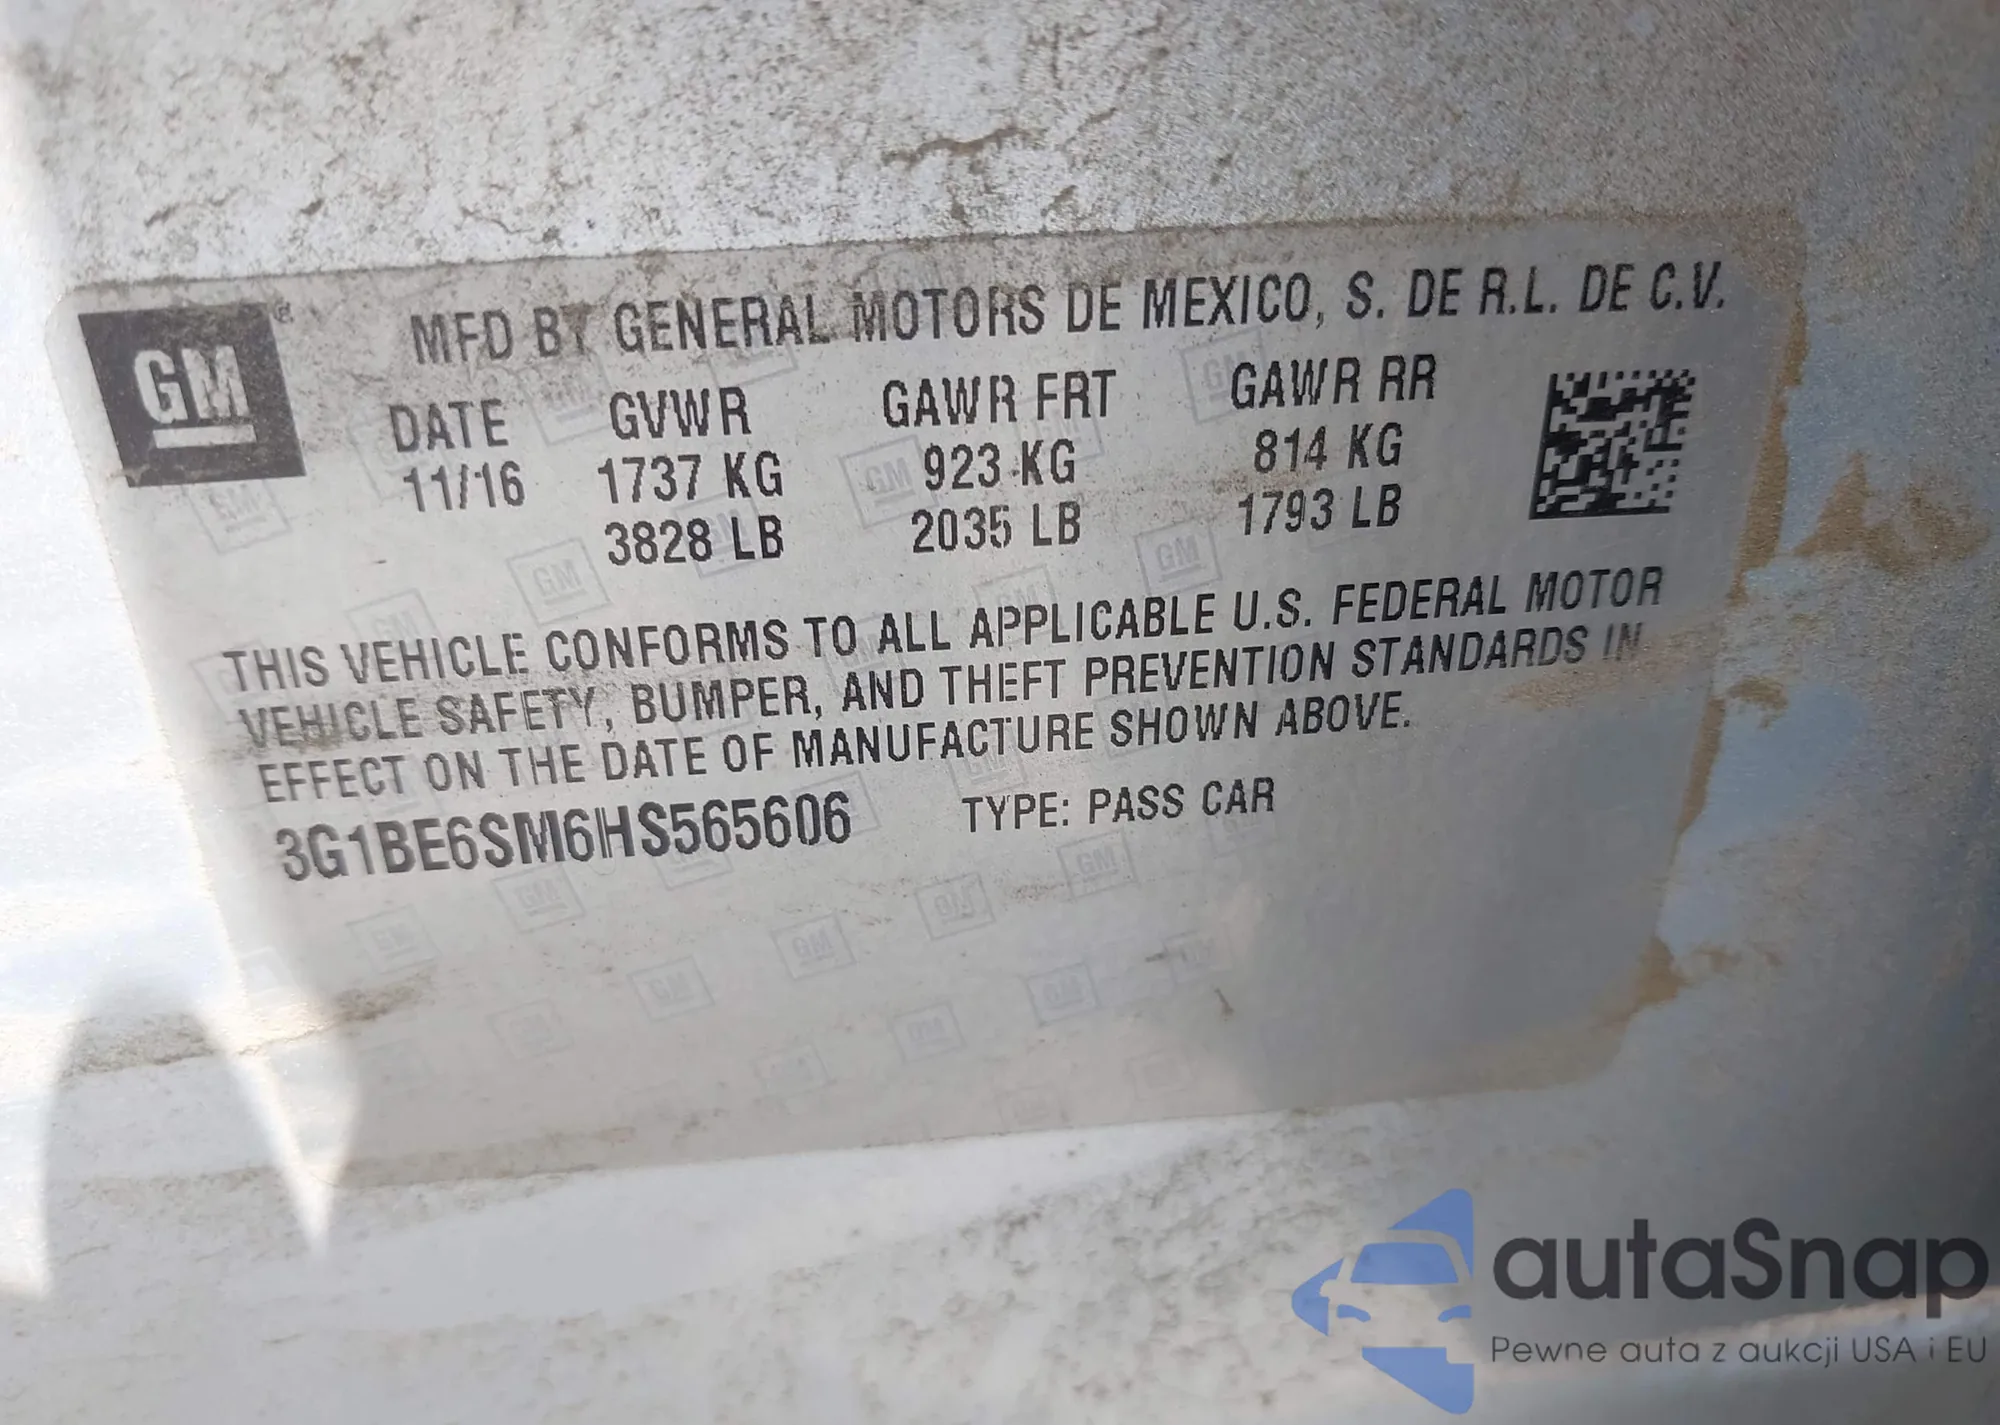 GM®
MFD BY GENERAL MOTORS DE MEXICO, S. DE R.L. DE C.V.
DATE GVWR GAWR FRT GAWR RR
11/16 1737 KG 923 KG 814 KG
3828 LB 2035 LB 1793 LB
THIS VEHICLE CONFORMS TO ALL APPLICABLE U.S. FEDERAL MOTOR
VEHICLE SAFETY, BUMPER, AND THEFT PREVENTION STANDARDS IN
EFFECT ON THE DATE OF MANUFACTURE SHOWN ABOVE.
3G1BE6SM6HS565606 TYPE: PASS CAR
autaSnap
Pewne auta z aukcji USA i EU